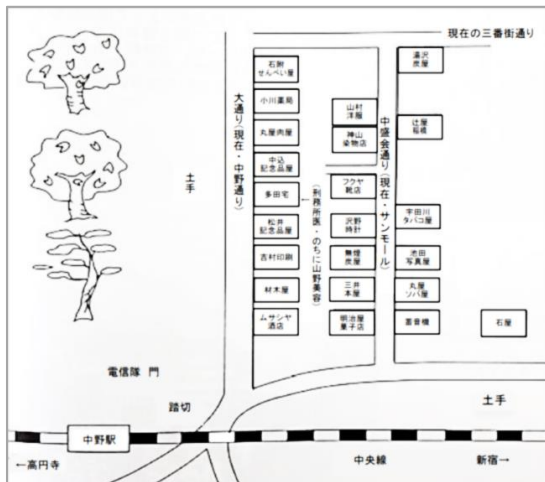 現在の三番街通り
大通り(現在・中野通り)
石附
せんべい屋
小川薬局
丸屋肉屋
中込
記念品屋
多田宅
松井
記念品屋
吉村印刷
材木屋
ムサシヤ
酒店
←(刑務所医・のちに山野美容)
山村
洋服
神山
染物店
フクヤ
靴店
沢野
時計
無煙
炭屋
三井
本屋
明治屋
菓子店
中盛会通り(現在・サンモール)
湯沢
炭屋
辻屋
板橋
宇田川
タバコ屋
池田
写真屋
丸屋
ソバ屋
蓄音機
石屋
土手
電信隊 門
踏切
土手
中野駅
←高円寺
中央線
新宿→